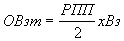 ОВзт = РПП/2 хВз